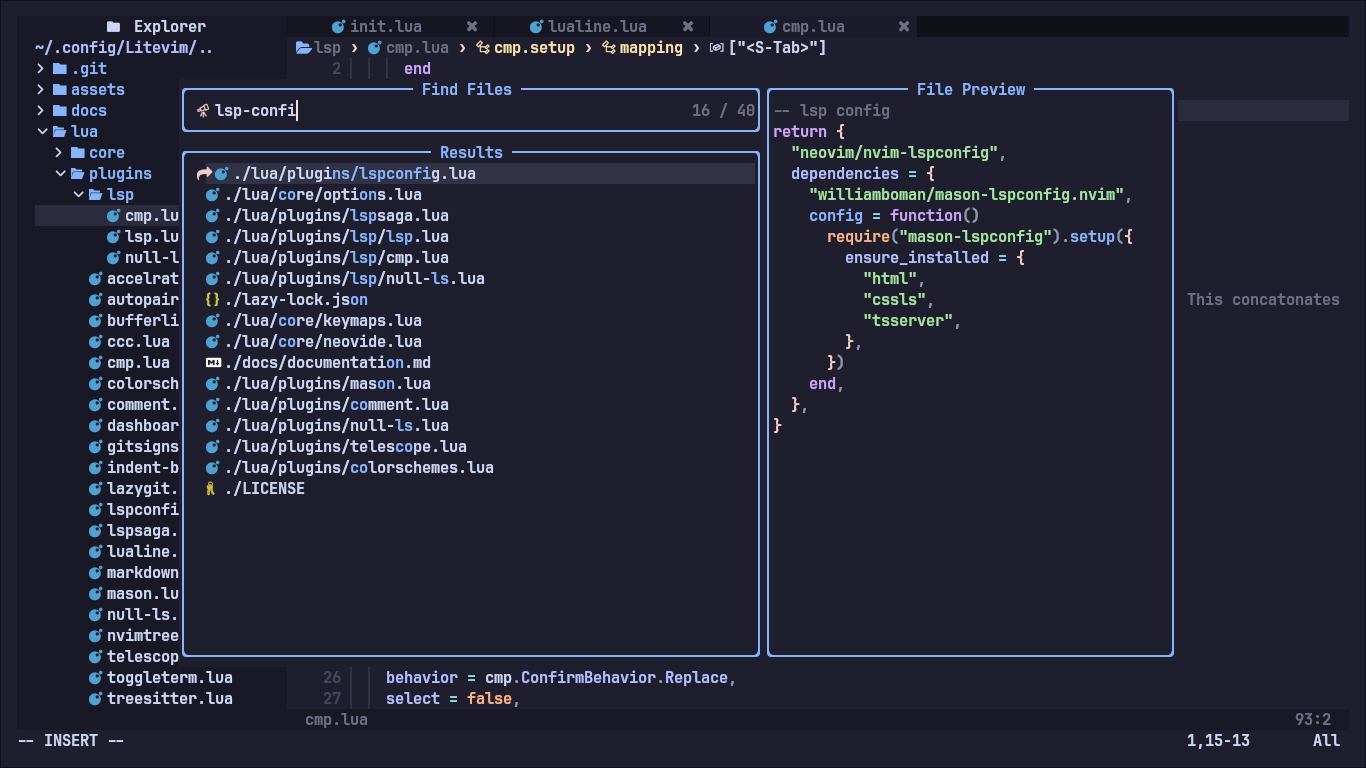 Explorer
~/.config/Litevim/..
.git
assets
docs
lua
core
plugins
lsp
cmp.lu
lsp.lu
null-l
accelrat
autopair
bufferli
ccc.lua
cmp.lua
colorsch
comment.
dashboar
gitsigns
indent-b
lazygit.
lspconfi
lspsaga.
lualine.
markdown
mason.lu
null-ls.
nvimtree
telescop
toggleterm.lua
treesitter.lua
init.lua ✖ lualine.lua ✖ cmp.lua ✖
lsp › cmp.lua › cmp.setup › mapping › ["<S-Tab>"]
2 end
Find Files
lsp-confi 16 / 40
Results
./lua/plugins/lspconfig.lua
./lua/core/options.lua
./lua/plugins/lspsaga.lua
./lua/plugins/lsp/lsp.lua
./lua/plugins/lsp/cmp.lua
./lua/plugins/lsp/null-ls.lua
{} ./lazy-lock.json
./lua/core/keymaps.lua
./lua/core/neovide.lua
M↓ ./docs/documentation.md
./lua/plugins/mason.lua
./lua/plugins/comment.lua
./lua/plugins/null-ls.lua
./lua/plugins/telescope.lua
./lua/plugins/colorschemes.lua
./LICENSE
File Preview
-- lsp config
return {
"neovim/nvim-lspconfig",
dependencies = {
"williamboman/mason-lspconfig.nvim",
config = function()
require("mason-lspconfig").setup({
ensure_installed = {
"html",
"cssls",
"tsserver",
},
})
end,
},
}
This concatonates
26 behavior = cmp.ConfirmBehavior.Replace,
27 select = false,
cmp.lua 93:2
-- INSERT -- 1,15-13 All